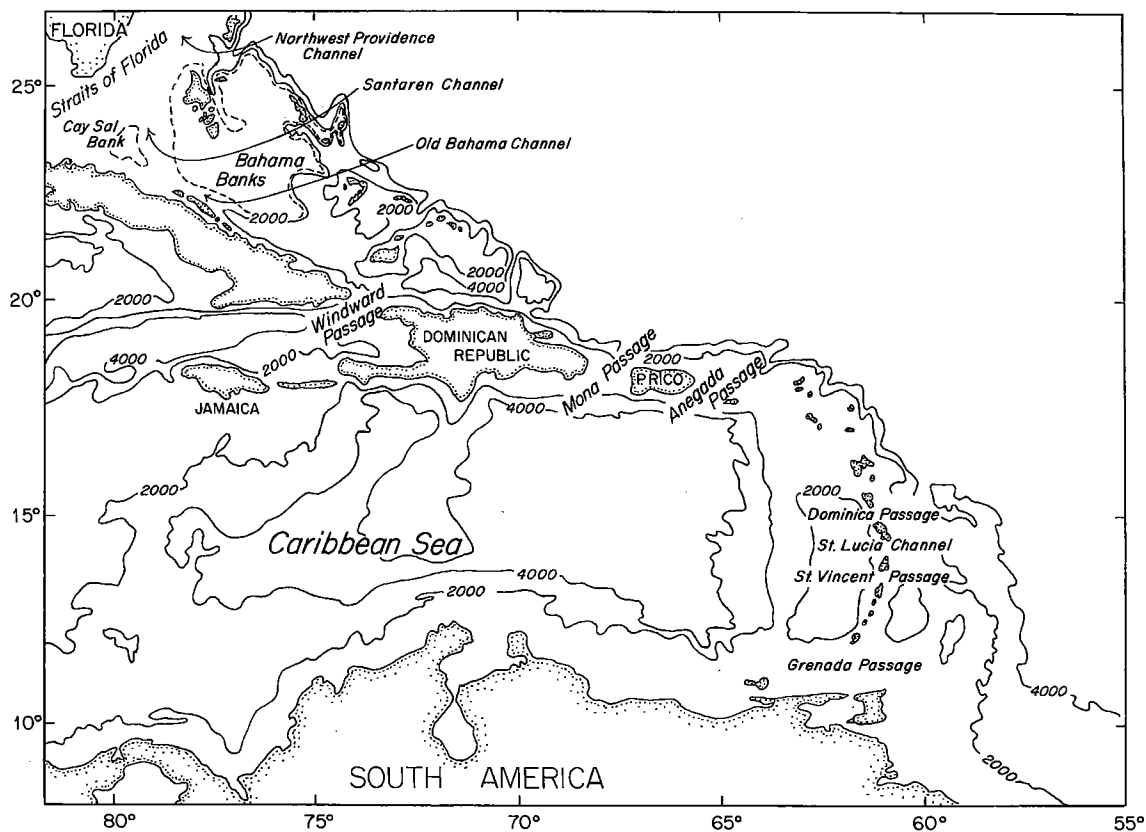 FLORIDA
Northwest Providence
Channel
25°
Straits of Florida
Santaren Channel
Cay Sal
Bank
Old Bahama Channel
Bahama
Banks
2000
2000
2000
4000
20°
2000
Windward
Passage
DOMINICAN
REPUBLIC
Mona Passage
2000
4000
2000
P RICO
Anegada
Passage
JAMAICA
4000
2000
2000
15°
Dominica Passage
Caribbean Sea
St. Lucia Channel
4000
St. Vincent Passage
2000
Grenada Passage
4000
10°
2000
SOUTH AMERICA
80°
75°
70°
65°
60°
55°